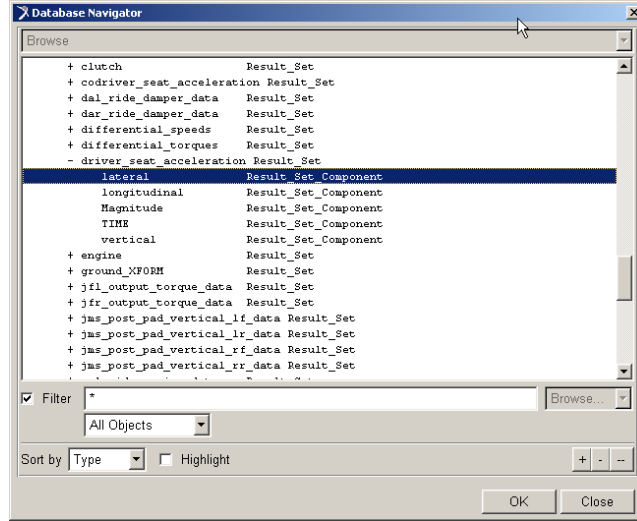 Database Navigator
Browse
+ clutch Result_Set
+ codriver_seat_acceleration Result_Set
+ dal_ride_damper_data Result_Set
+ dar_ride_damper_data Result_Set
+ differential_speeds Result_Set
+ differential_torques Result_Set
- driver_seat_acceleration Result_Set
lateral Result_Set_Component
longitudinal Result_Set_Component
Magnitude Result_Set_Component
TIME Result_Set_Component
vertical Result_Set_Component
+ engine Result_Set
+ ground_XFORM Result_Set
+ jfl_output_torque_data Result_Set
+ jfr_output_torque_data Result_Set
+ jms_post_pad_vertical_lf_data Result_Set
+ jms_post_pad_vertical_lr_data Result_Set
+ jms_post_pad_vertical_rf_data Result_Set
+ jms_post_pad_vertical_rr_data Result_Set
Filter * Browse...
All Objects
Sort by Type Highlight + - --
OK Close